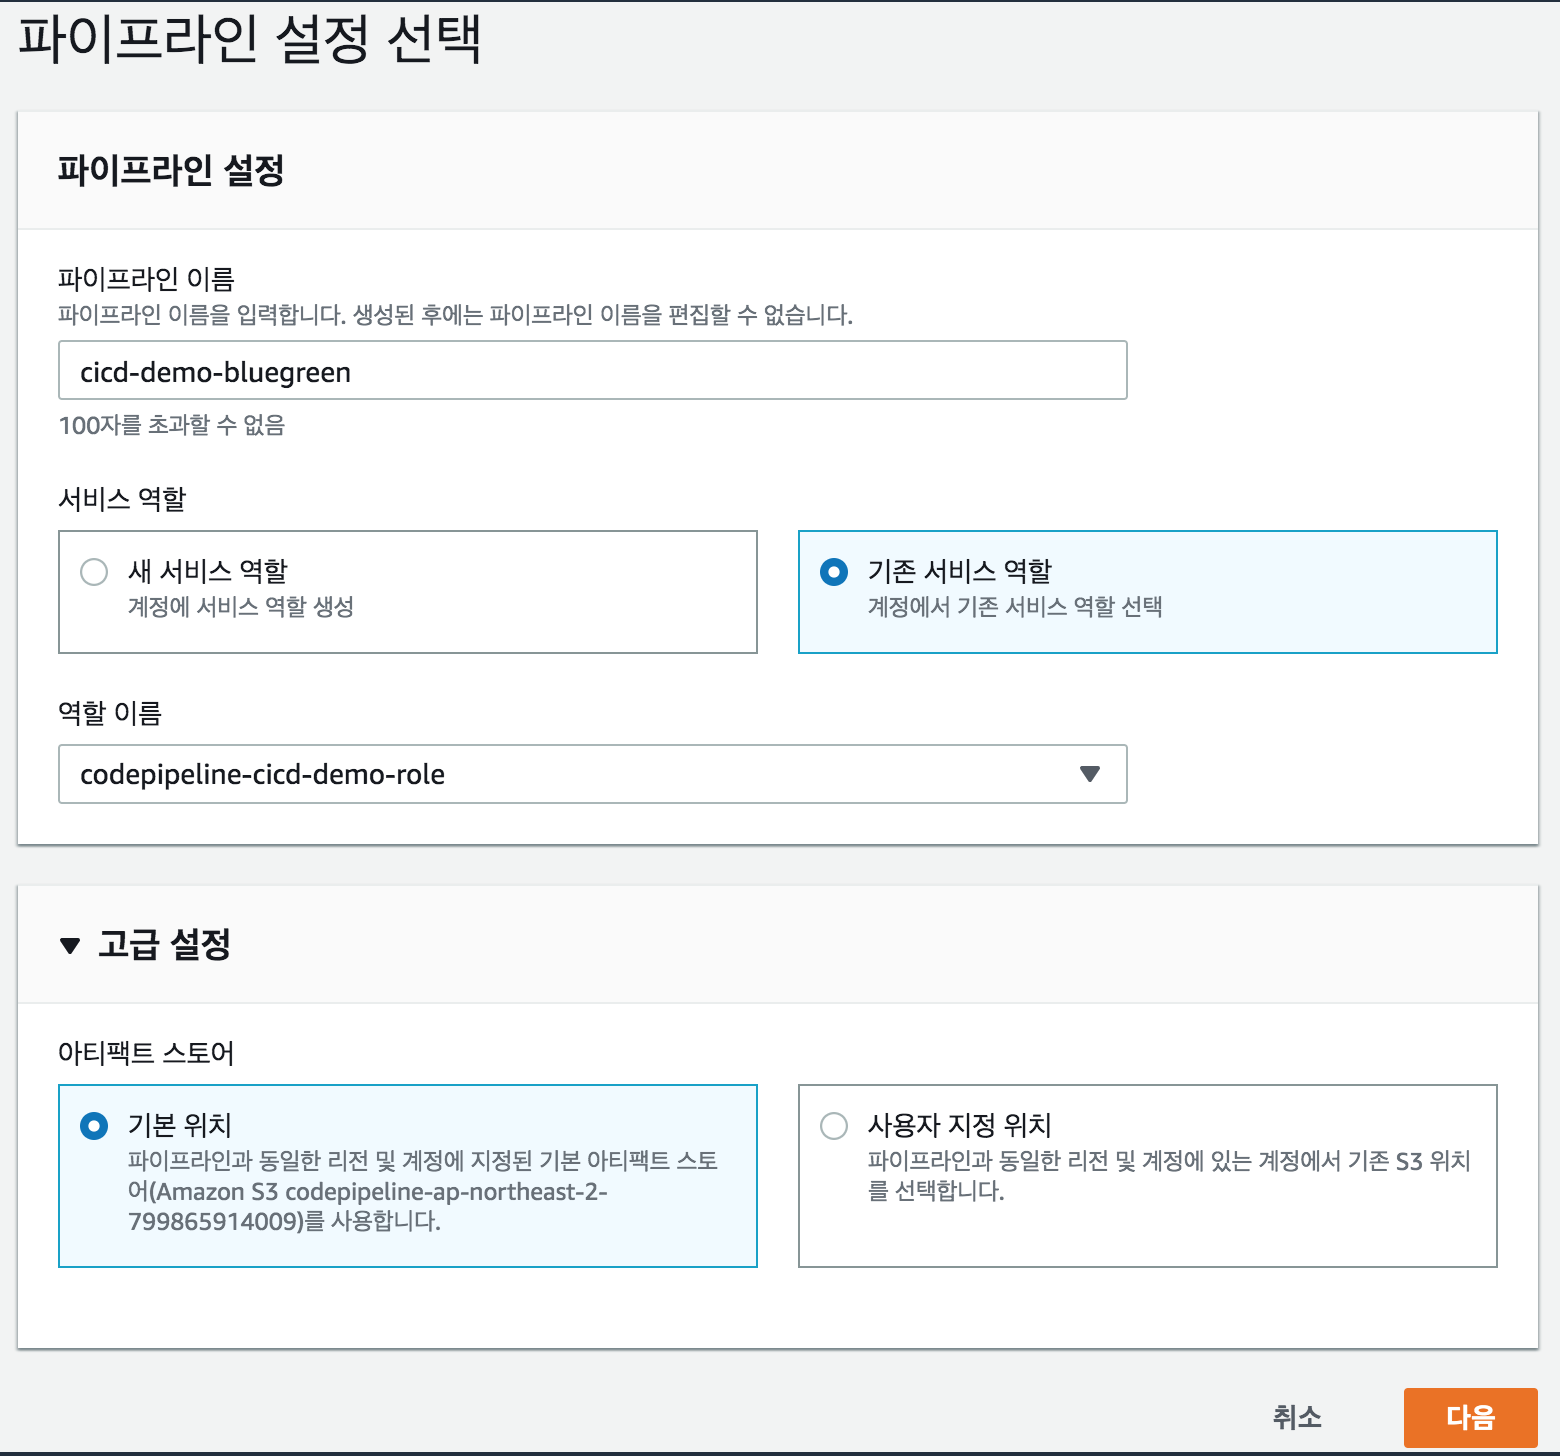 파이프라인 설정 선택
파이프라인 설정
파이프라인 이름
파이프라인 이름을 입력합니다. 생성된 후에는 파이프라인 이름을 편집할 수 없습니다.
cicd-demo-bluegreen
100자를 초과할 수 없음
서비스 역할
새 서비스 역할
계정에 서비스 역할 생성
기존 서비스 역할
계정에서 기존 서비스 역할 선택
역할 이름
codepipeline-cicd-demo-role
고급 설정
아티팩트 스토어
기본 위치
파이프라인과 동일한 리전 및 계정에 지정된 기본 아티팩트 스토
어(Amazon S3 codepipeline-ap-northeast-2-
799865914009)를 사용합니다.
사용자 지정 위치
파이프라인과 동일한 리전 및 계정에 있는 계정에서 기존 S3 위치
를 선택합니다.
취소
다음